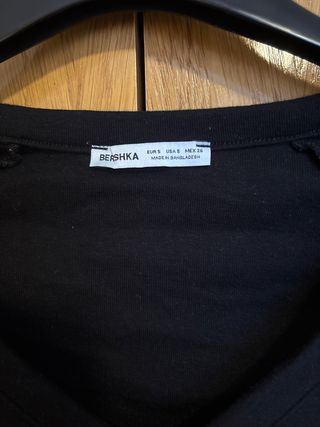 BERSHKA
EUR S USA S MEX 26
MADE IN BANGLADESH